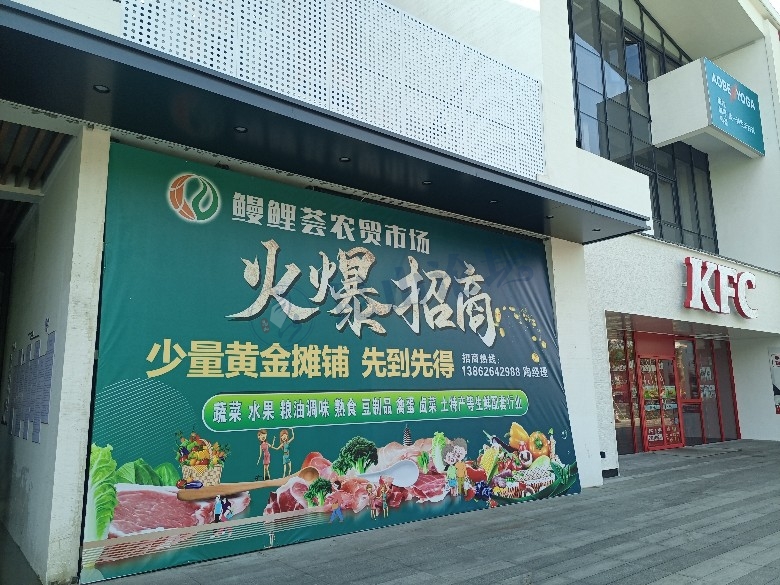 鳗鲤荟农贸市场
火爆招商
少量黄金摊铺 先到先得
招商热线：
13862642988 陶经理
蔬菜 水果 粮油调味 熟食 豆制品 禽蛋 卤菜 土特产等生鲜配套行业
KFC